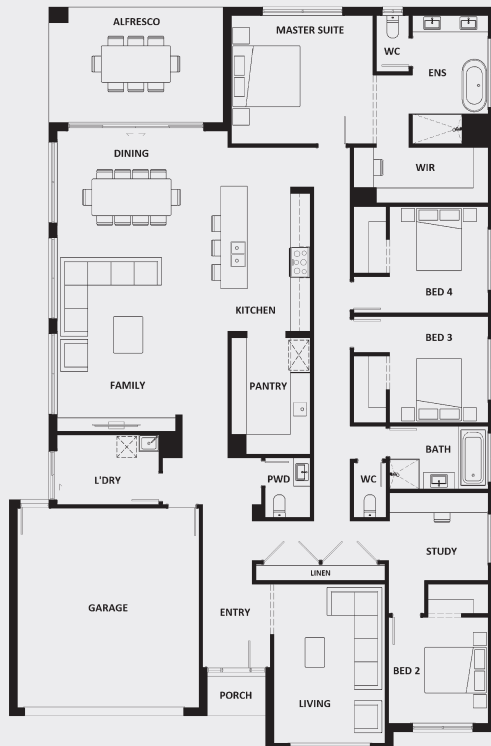 ALFRESCO
MASTER SUITE
WC
ENS
DINING
WIR
BED 4
KITCHEN
BED 3
FAMILY
PANTRY
BATH
L'DRY
PWD
WC
STUDY
LINEN
GARAGE
ENTRY
BED 2
PORCH
LIVING